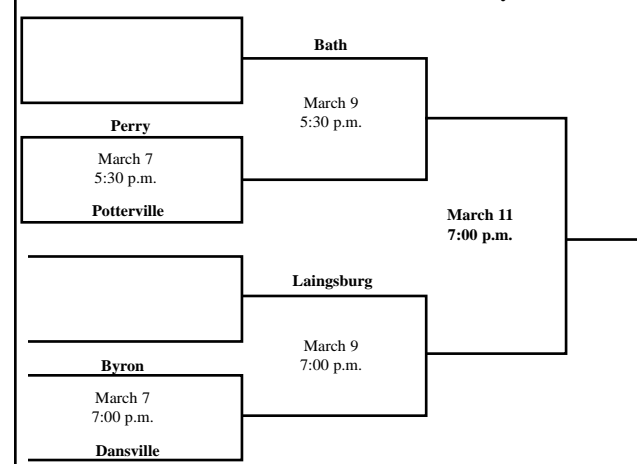 Bath
March 9
5:30 p.m.
Perry
March 7
5:30 p.m.
Potterville
March 11
7:00 p.m.
Laingsburg
March 9
7:00 p.m.
Byron
March 7
7:00 p.m.
Dansville